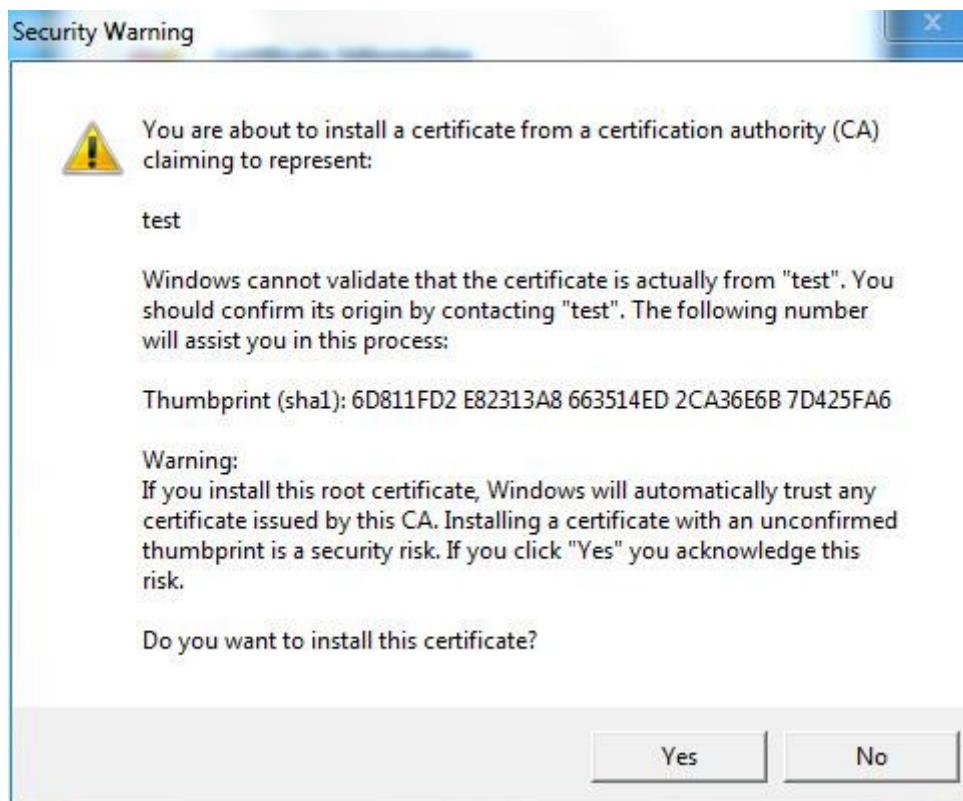 Security Warning
You are about to install a certificate from a certification authority (CA)
claiming to represent:
test
Windows cannot validate that the certificate is actually from "test". You
should confirm its origin by contacting "test". The following number
will assist you in this process:
Thumbprint (sha1): 6D811FD2 E82313A8 663514ED 2CA36E6B 7D425FA6
Warning:
If you install this root certificate, Windows will automatically trust any
certificate issued by this CA. Installing a certificate with an unconfirmed
thumbprint is a security risk. If you click "Yes" you acknowledge this
risk.
Do you want to install this certificate?
Yes
No